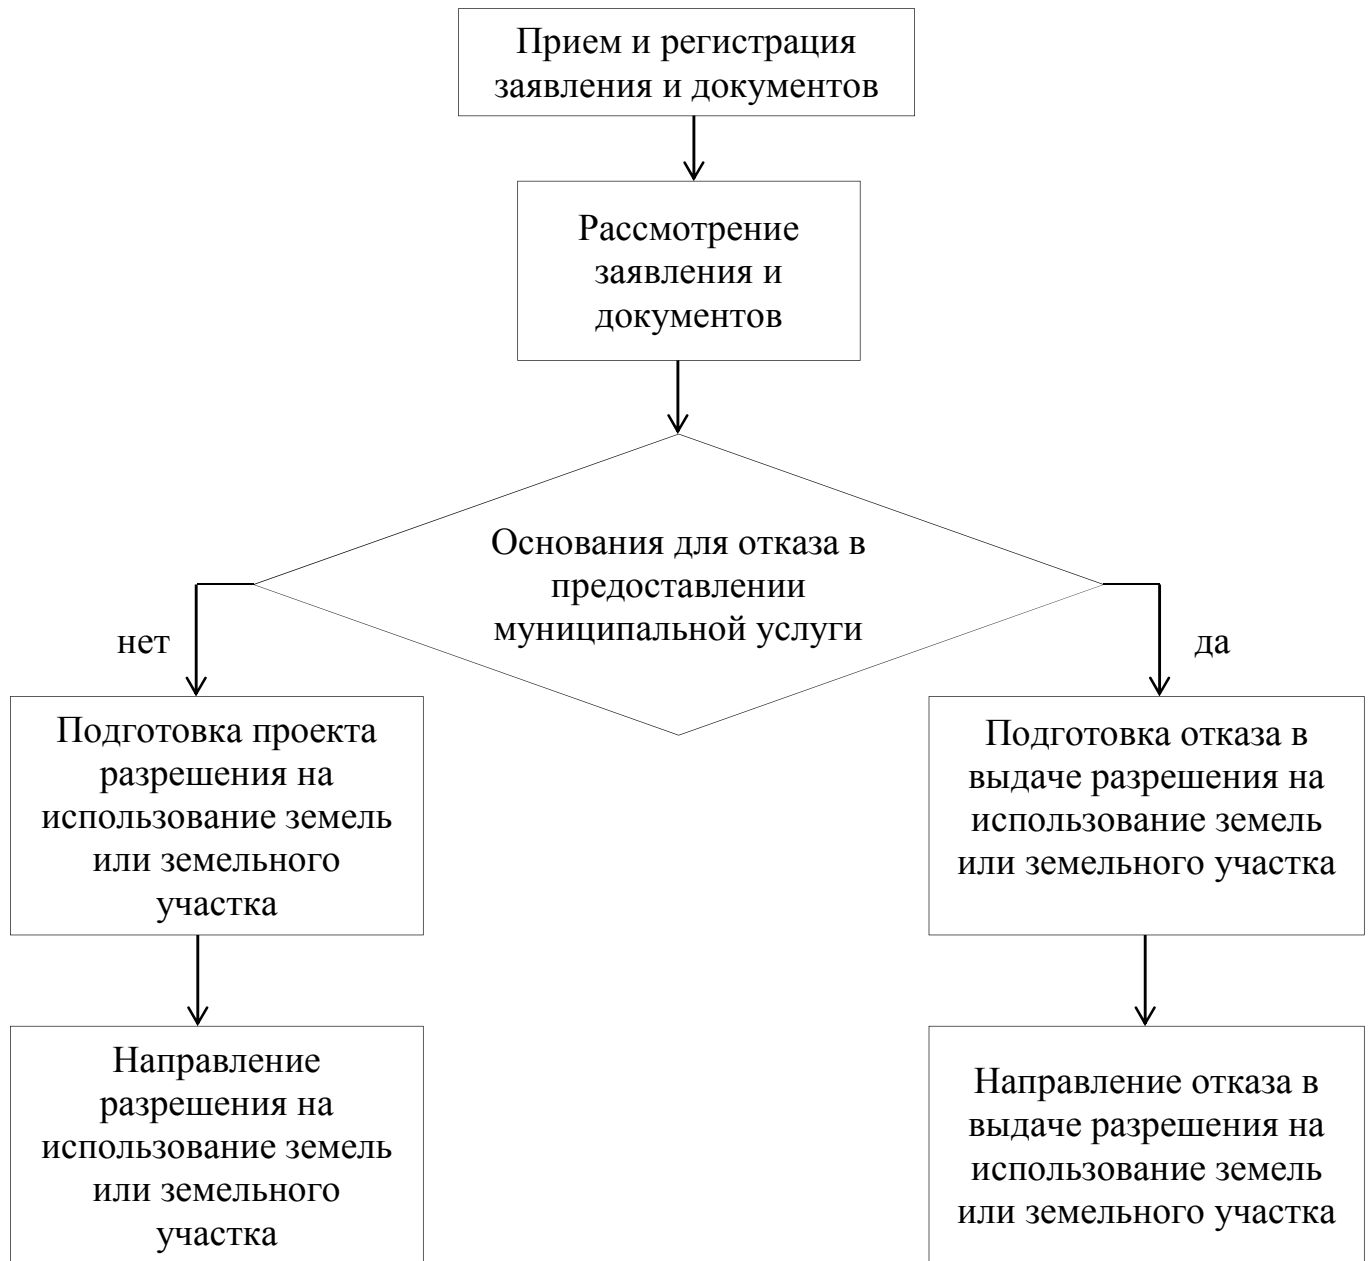 Прием и регистрация
заявления и документов
Рассмотрение
заявления и
документов
Основания для отказа в
предоставлении
муниципальной услуги
нет
да
Подготовка проекта
разрешения на
использование земель
или земельного
участка
Подготовка отказа в
выдаче разрешения на
использование земель
или земельного участка
Направление
разрешения на
использование земель
или земельного
участка
Направление отказа в
выдаче разрешения на
использование земель
или земельного участка